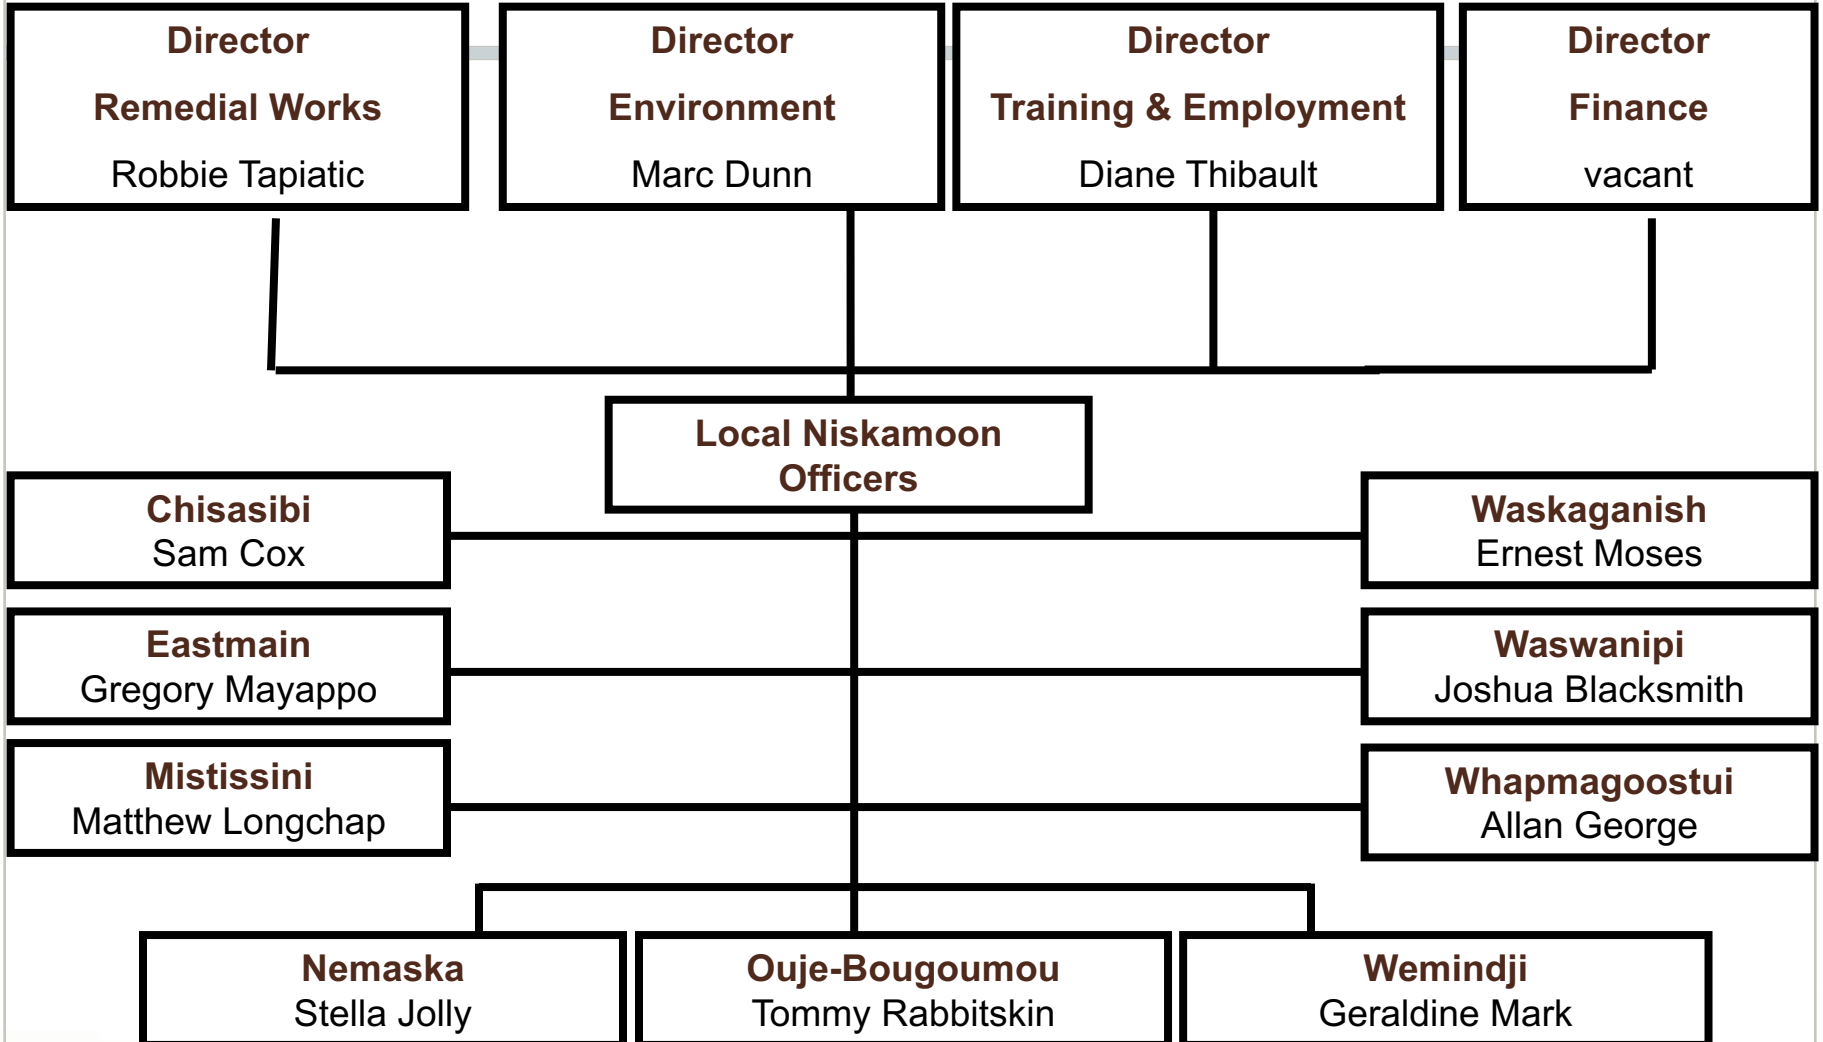 Director
Remedial Works
Robbie Tapiatic
Director
Environment
Marc Dunn
Director
Training & Employment
Diane Thibault
Director
Finance
vacant
Local Niskamoon
Officers
Chisasibi
Sam Cox
Waskaganish
Ernest Moses
Eastmain
Gregory Mayappo
Waswanipi
Joshua Blacksmith
Mistissini
Matthew Longchap
Whapmagoostui
Allan George
Nemaska
Stella Jolly
Ouje-Bougoumou
Tommy Rabbitskin
Wemindji
Geraldine Mark